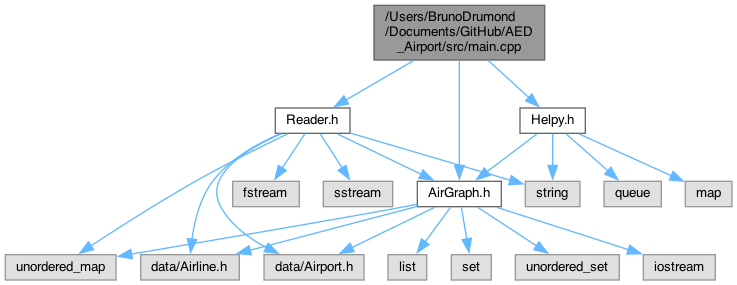 /Users/BrunoDrumond
/Documents/GitHub/AED
_Airport/src/main.cpp
Reader.h
Helpy.h
fstream
sstream
AirGraph.h
string
queue
map
unordered_map
data/Airline.h
data/Airport.h
list
set
unordered_set
iostream